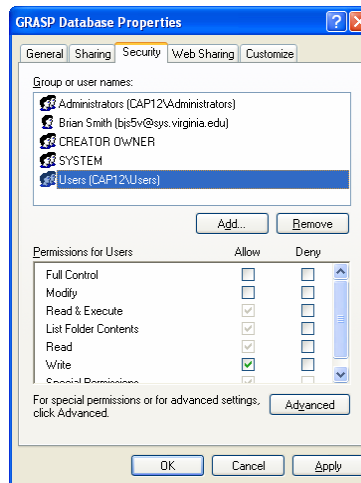 GRASP Database Properties
General Sharing Security Web Sharing Customize
Group or user names:
Administrators (CAP12\Administrators)
Brian Smith (bjs5v@sys.virginia.edu)
CREATOR OWNER
SYSTEM
Users (CAP12\Users)
Add... Remove
Permissions for Users Allow Deny
Full Control
Modify
Read & Execute
List Folder Contents
Read
Write
Special Permissions
For special permissions or for advanced settings,
click Advanced.
Advanced
OK Cancel Apply